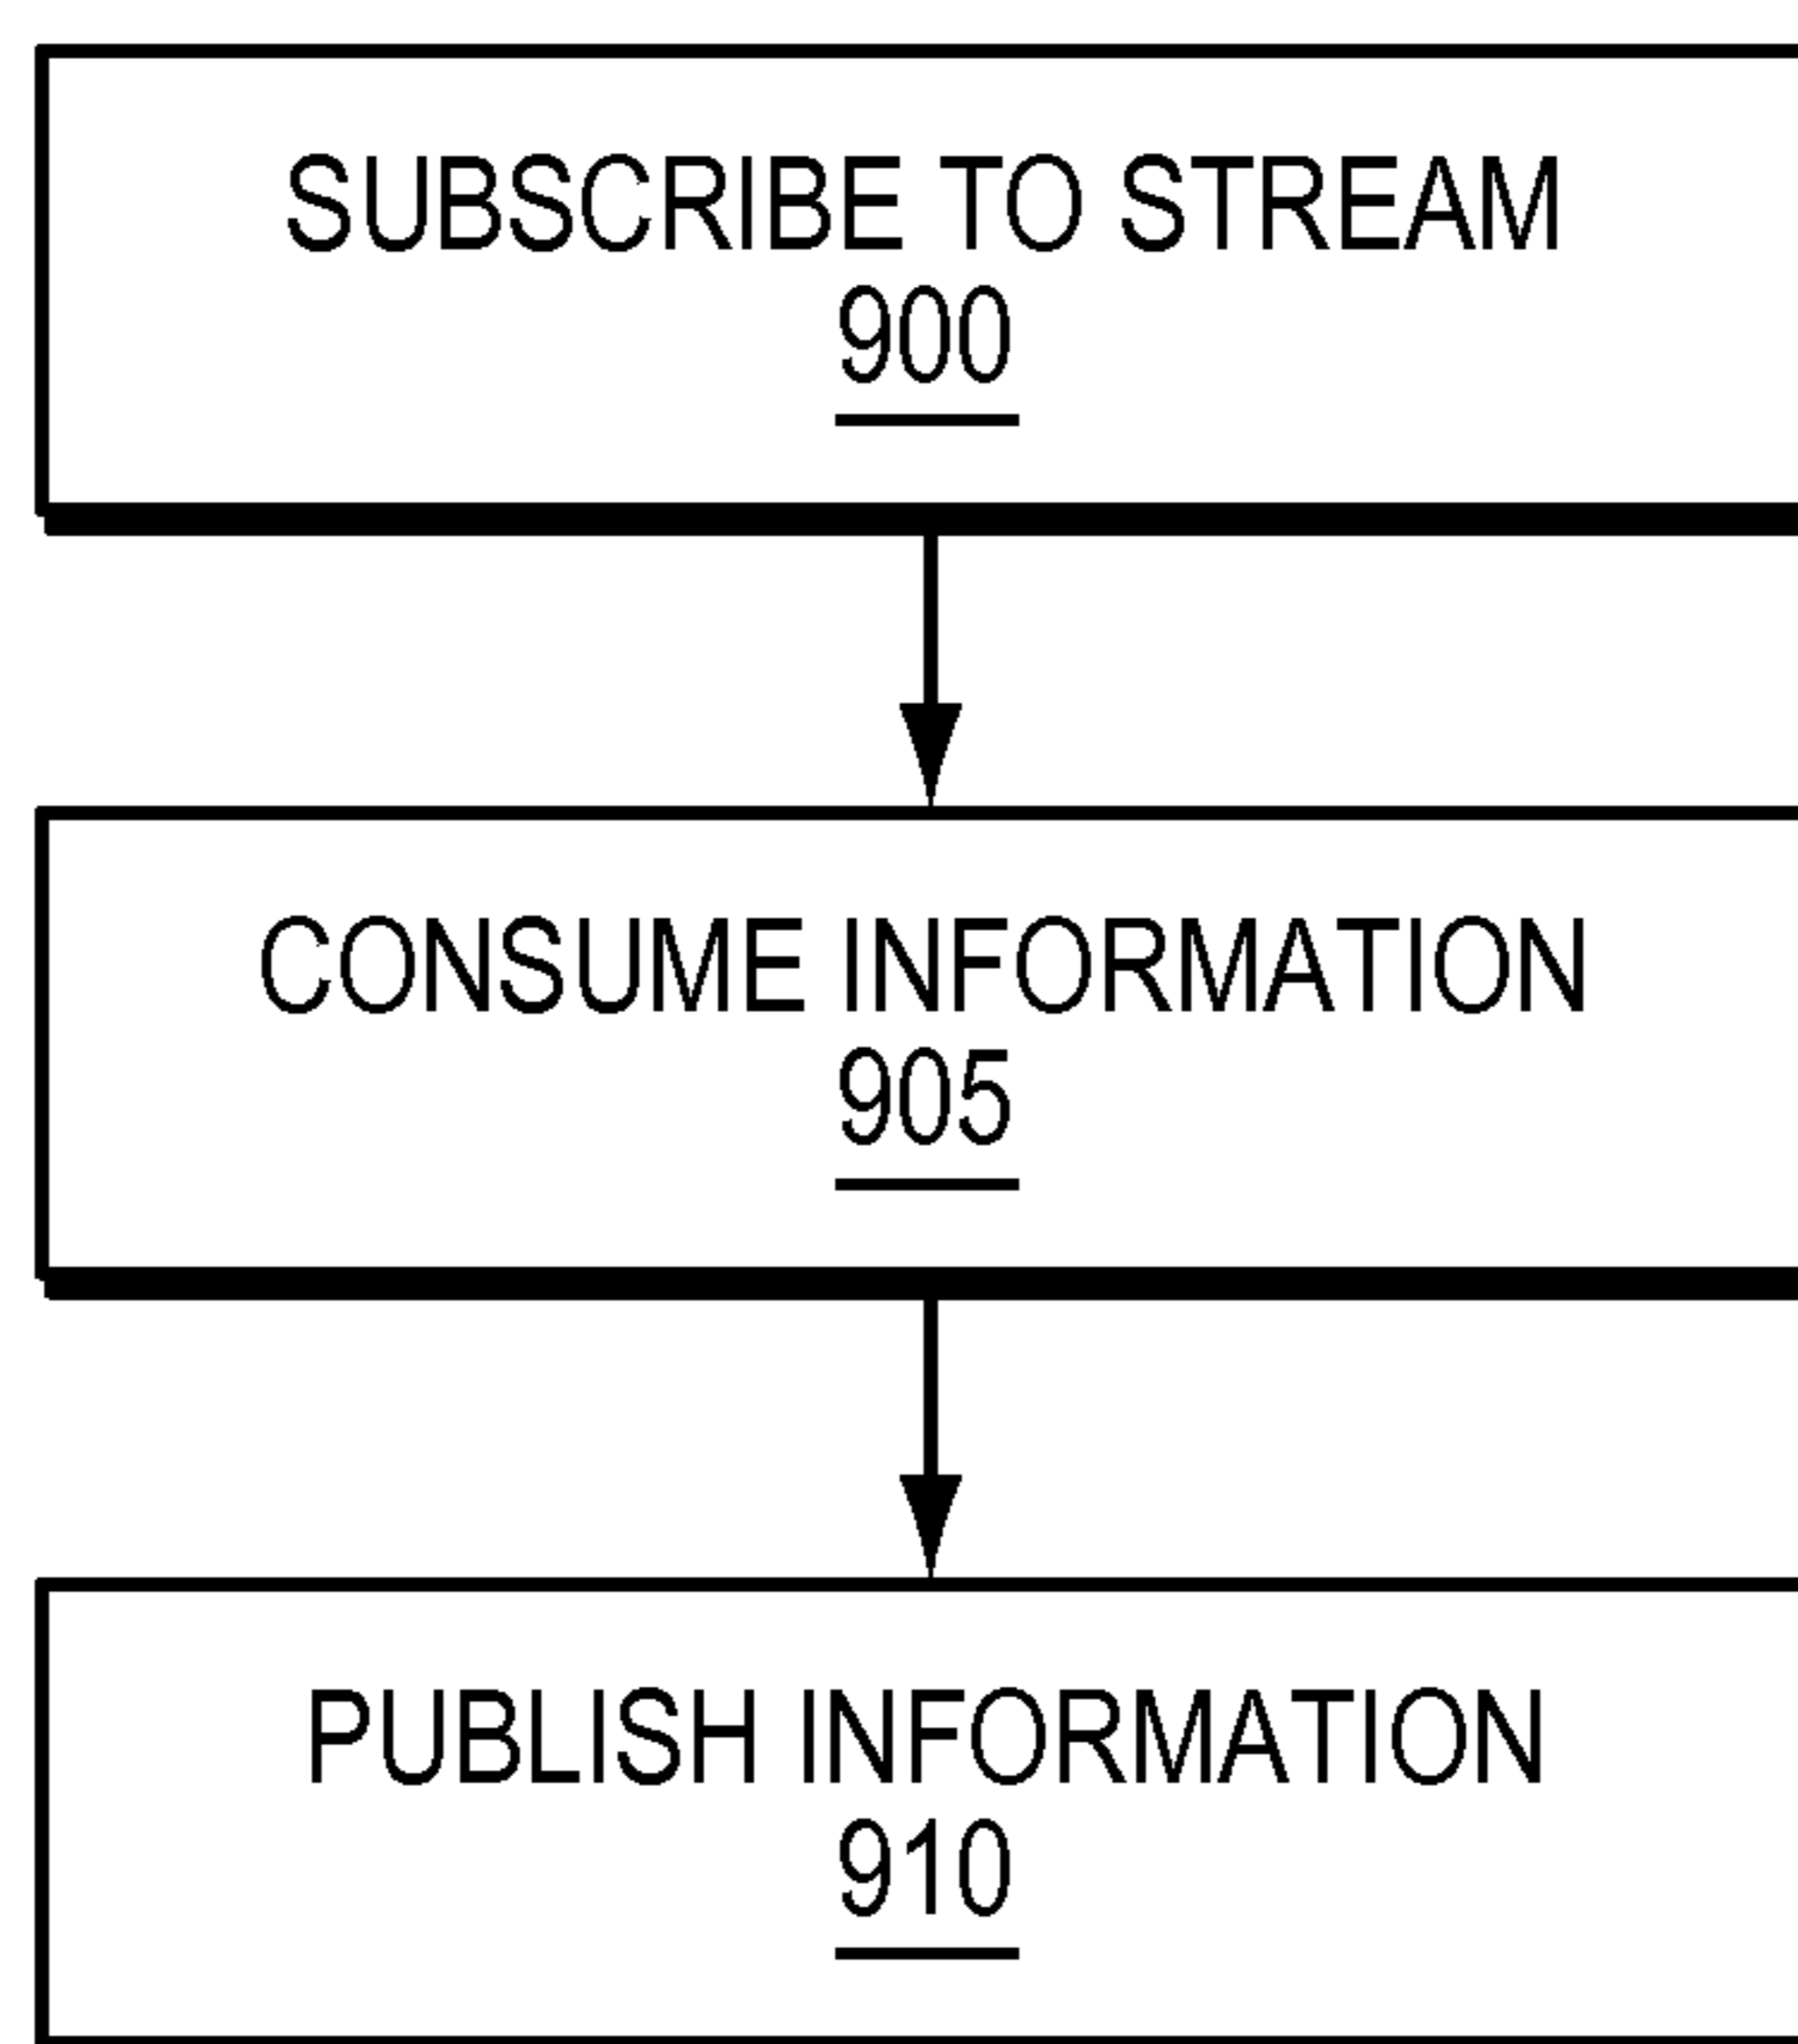 SUBSCRIBE TO STREAM
900
CONSUME INFORMATION
905
PUBLISH INFORMATION
910